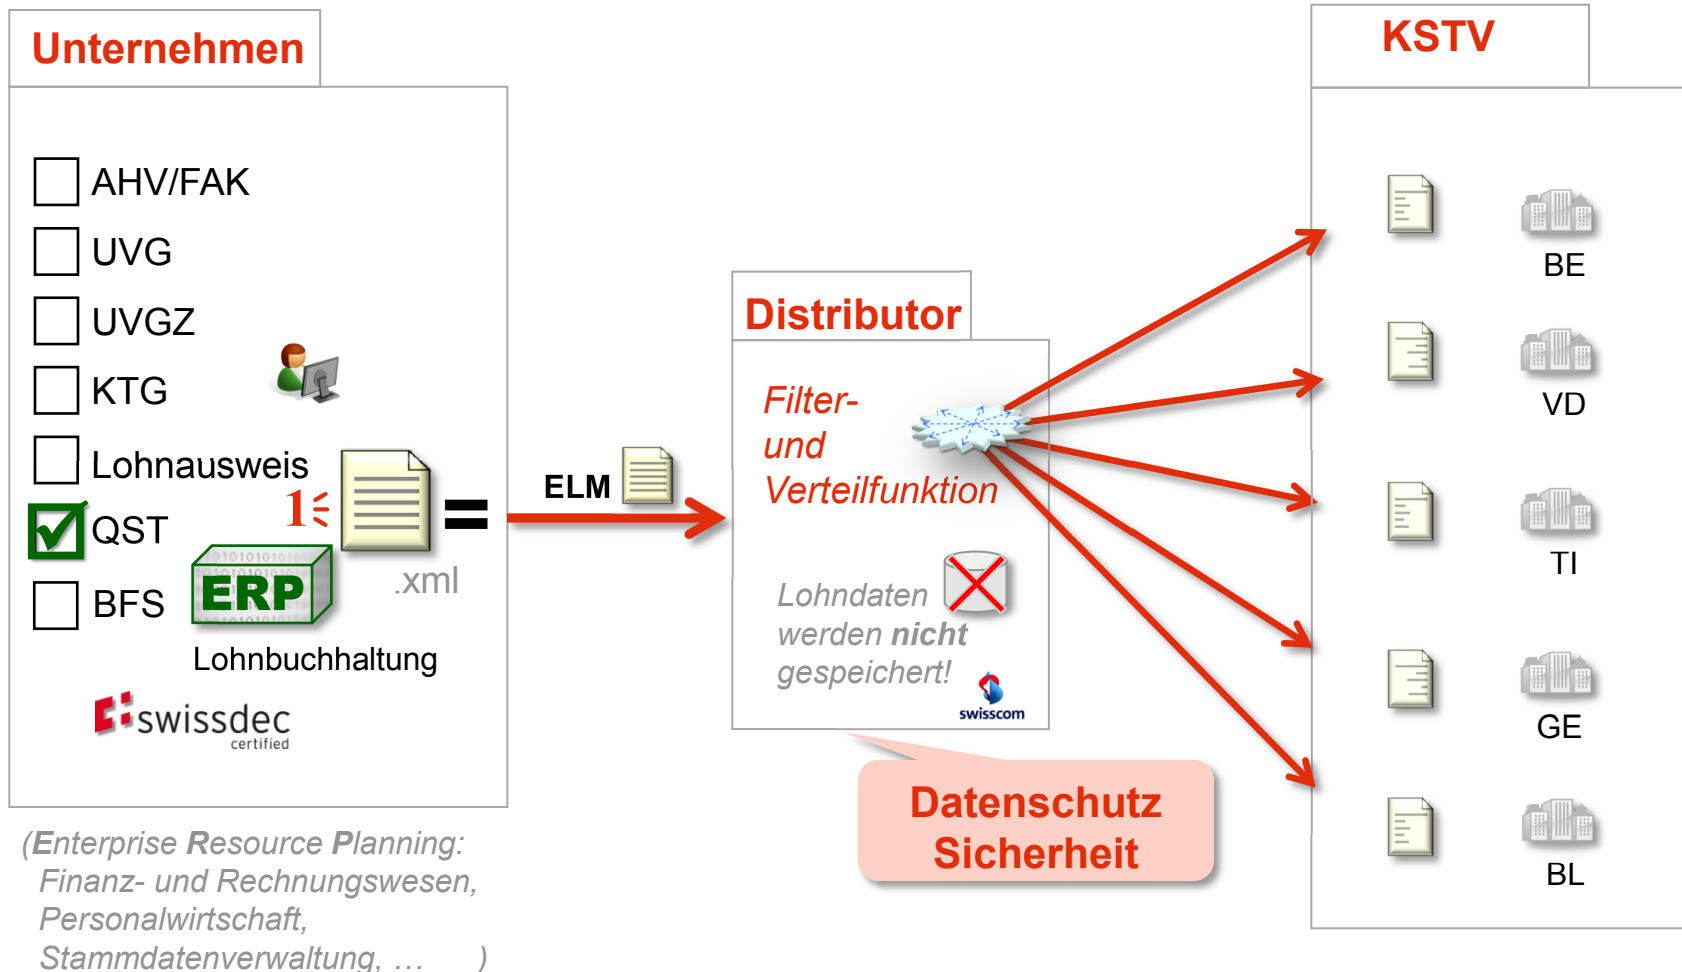 Unternehmen
AHV/FAK
UVG
UVGZ
KTG
Lohnausweis
QST
BFS
1
ERP
.xml
=
Lohnbuchhaltung
swissdec
certified
(Enterprise Resource Planning:
Finanz- und Rechnungswesen,
Personalwirtschaft,
Stammdatenverwaltung, … )
ELM
Distributor
Filter-
und
Verteilfunktion
Lohndaten
werden nicht
gespeichert!
swisscom
Datenschutz
Sicherheit
KSTV
BE
VD
TI
GE
BL